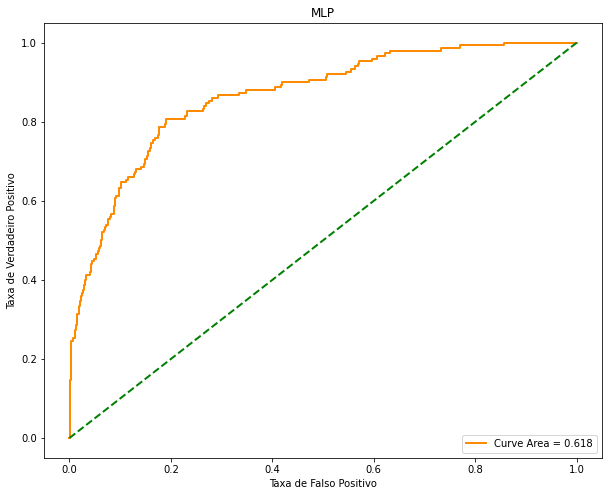 MLP
1.0
0.8
0.6
0.4
0.2
0.0
Taxa de Verdadeiro Positivo
Curve Area = 0.618
0.0 0.2 0.4 0.6 0.8 1.0
Taxa de Falso Positivo